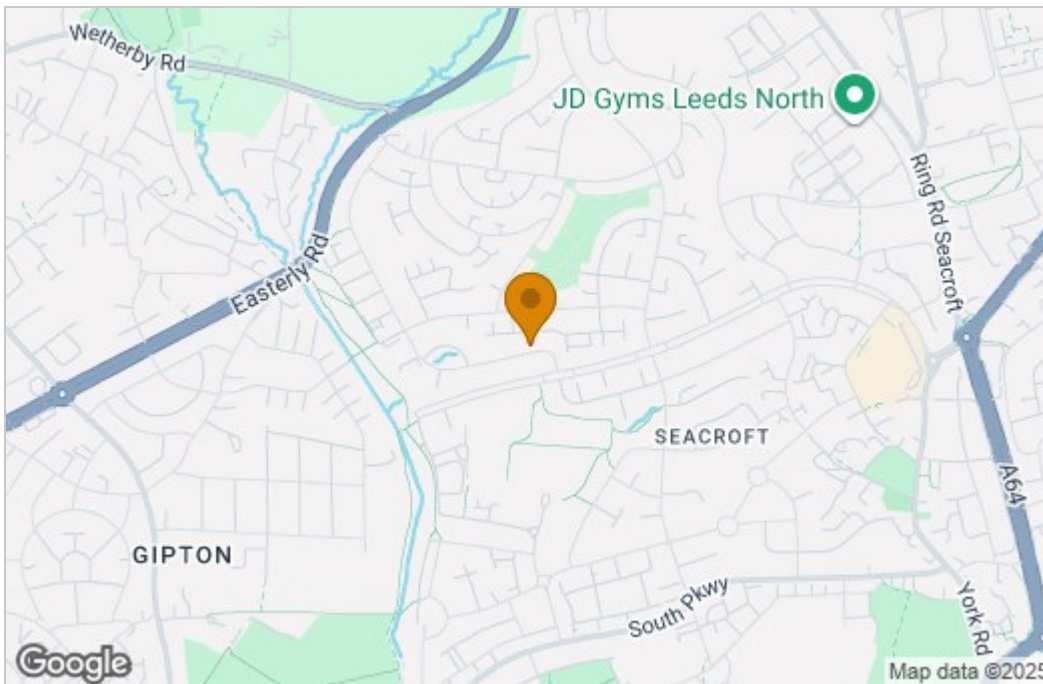 Wetherby Rd
JD Gyms Leeds North
Ring Rd Seacroft
Easterly Rd
SEACROFT
A64
GIPTON
South Pkwy
York Rd
Google
Map data ©2025